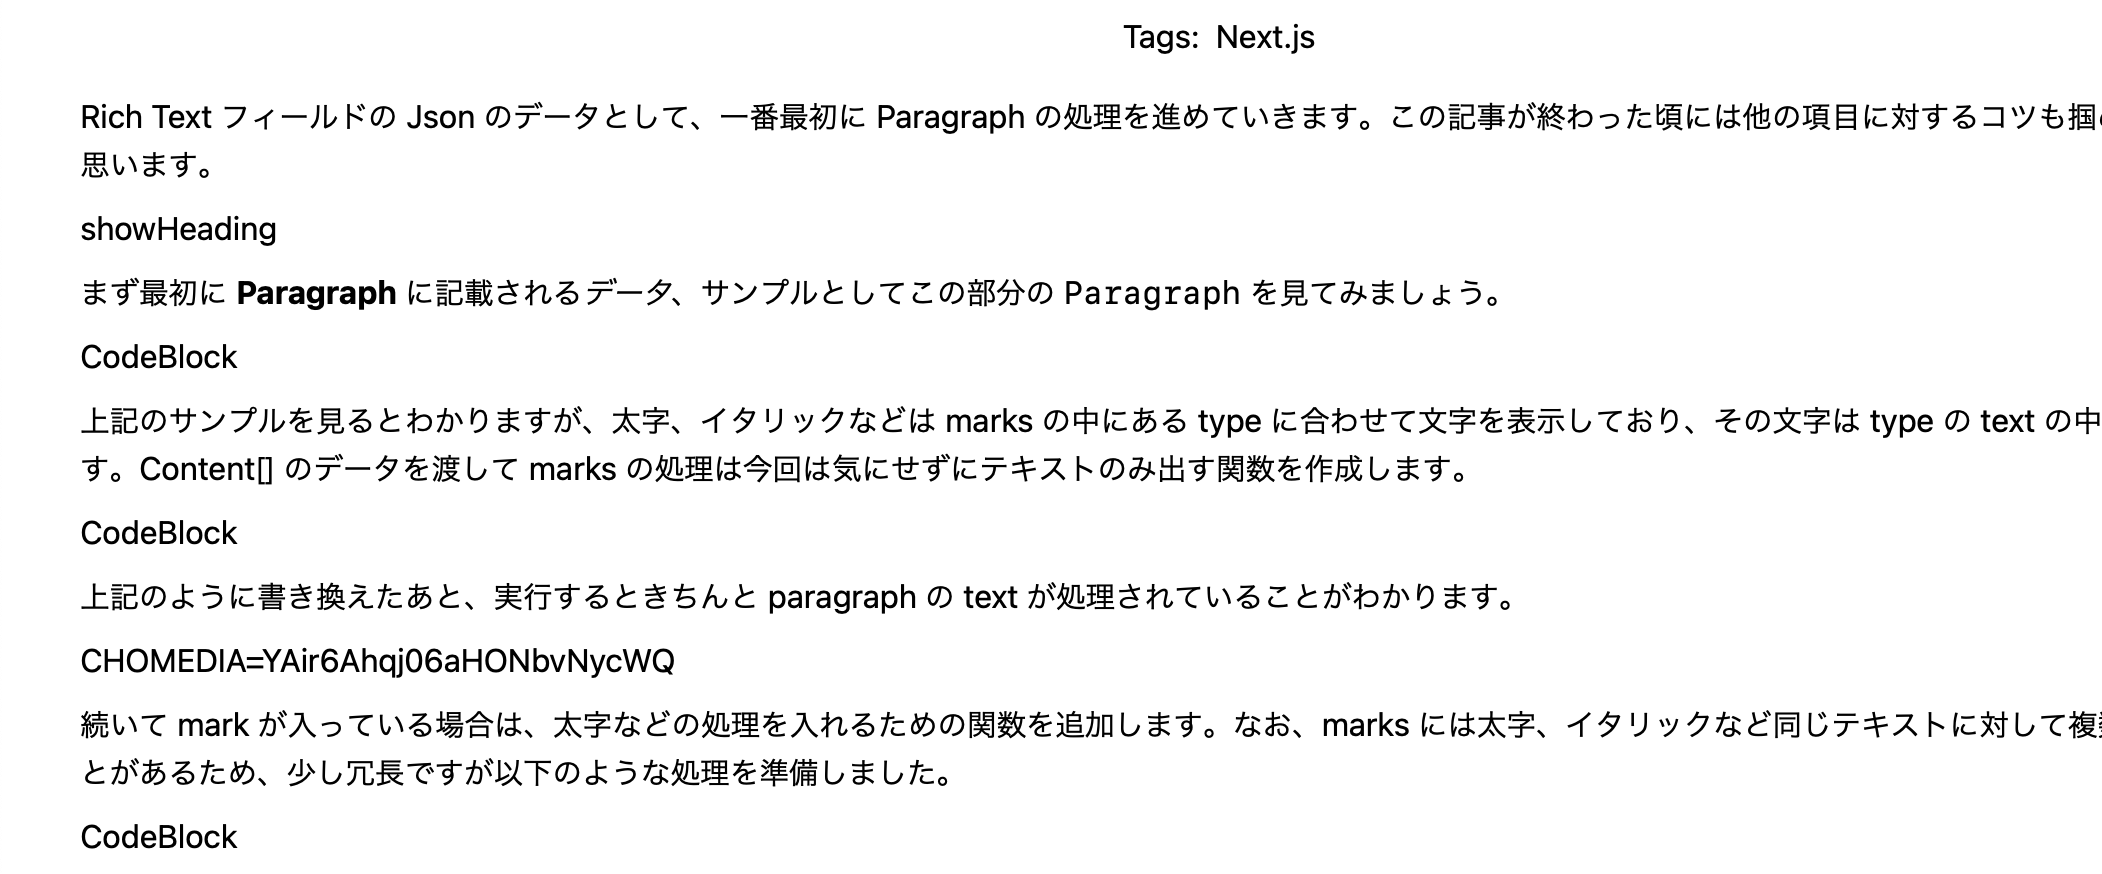 Tags: Next.js
Rich Text フィールドの Json のデータとして、一番最初に Paragraph の処理を進めていきます。この記事が終わった頃には他の項目に対するコツも掴
思います。
showHeading
まず最初に Paragraph に記載されるデータ、サンプルとしてこの部分の Paragraph を見てみましょう。
CodeBlock
上記のサンプルを見るとわかりますが、太字、イタリックなどは marks の中にある type に合わせて文字を表示しており、その文字は type の text の中
す。Content[] のデータを渡して marks の処理は今回は気にせずにテキストのみ出す関数を作成します。
CodeBlock
上記のように書き換えたあと、実行するときちんと paragraph の text が処理されていることがわかります。
CHOMEDIA=YAir6Ahqj06aHONbvNycWQ
続いて mark が入っている場合は、太字などの処理を入れるための関数を追加します。なお、marks には太字、イタリックなど同じテキストに対して複
とがあるため、少し冗長ですが以下のような処理を準備しました。
CodeBlock